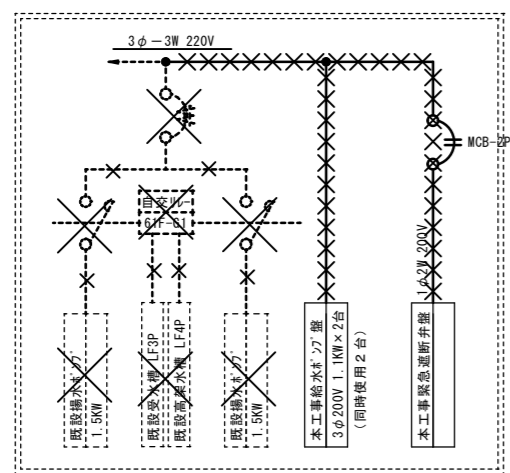 3φ－3W 220V
MCB-2P
自交リレー
61F-G1
1φ2W 200V
既設揚水ポンプ
1.5KW
既設受水槽 LF3P
既設高架水槽 LF4P
既設揚水ポンプ
1.5KW
本工事給水ポンプ盤
3φ200V 1.1KW×2台
(同時使用２台)
本工事緊急遮断弁盤